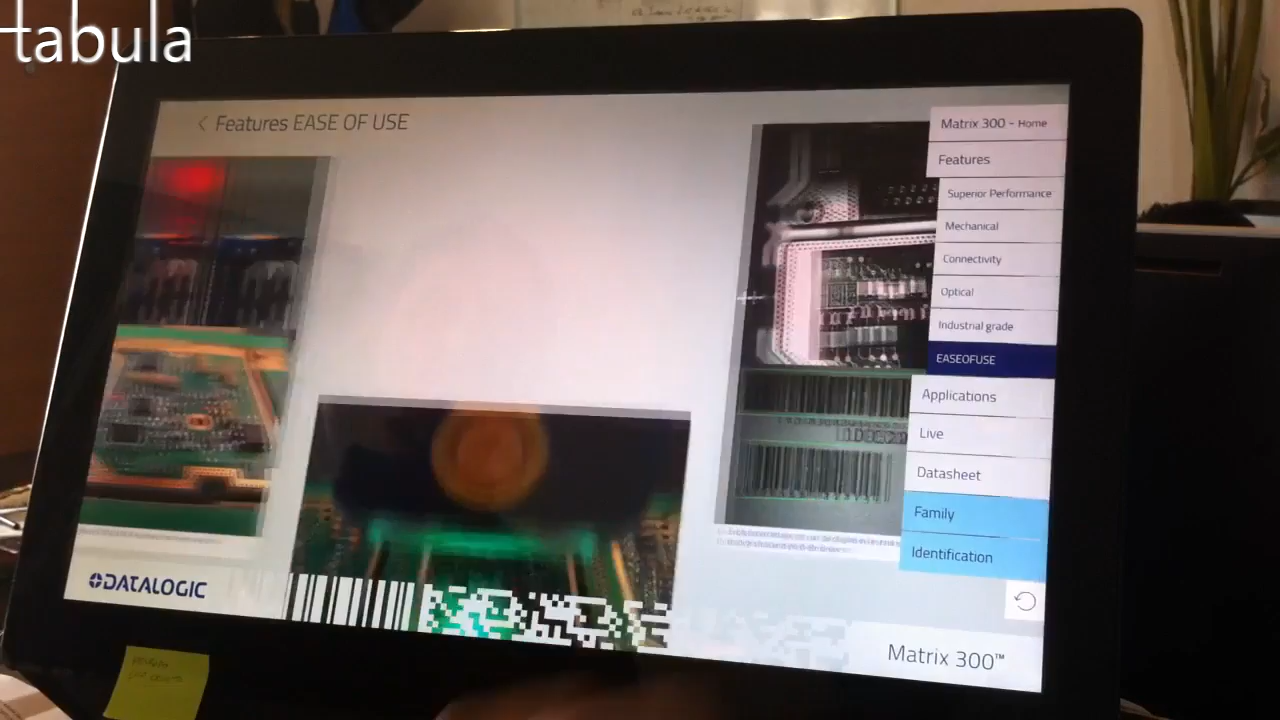 tabula
< Features EASE OF USE
Matrix 300 - Home
Features
Superior Performance
Mechanical
Connectivity
Optical
Industrial grade
EASEOFUSE
Applications
Live
Datasheet
Family
Identification
DATALOGIC
Matrix 300™